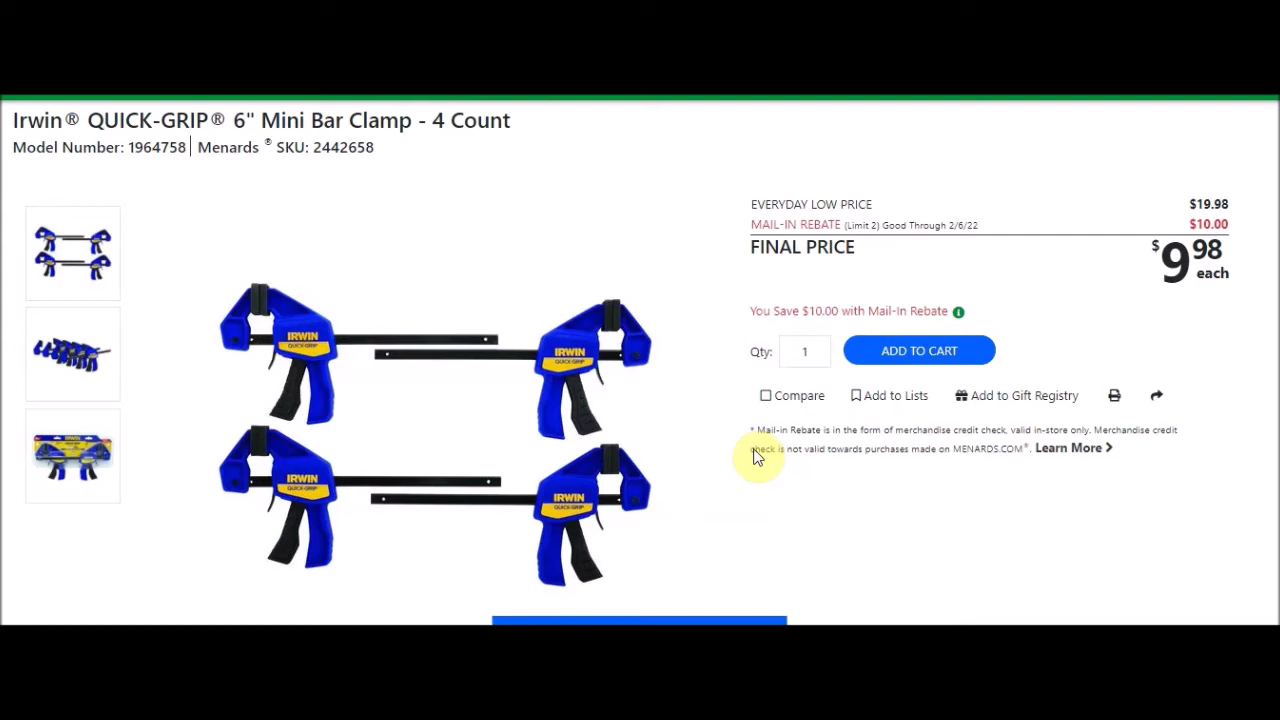 Irwin® QUICK-GRIP® 6" Mini Bar Clamp - 4 Count
Model Number: 1964758 Menards ® SKU: 2442658
EVERYDAY LOW PRICE $19.98
MAIL-IN REBATE (Limit 2) Good Through 2/6/22 $10.00
FINAL PRICE $9.98 each
You Save $10.00 with Mail-In Rebate
Qty: 1 ADD TO CART
Compare Add to Lists Add to Gift Registry
* Mail-in Rebate is in the form of merchandise credit check, valid in-store only. Merchandise credit
check is not valid towards purchases made on MENARDS.COM®. Learn More
IRWIN
QUICK-GRIP
IRWIN
QUICK-GRIP
IRWIN
QUICK-GRIP
IRWIN
QUICK-GRIP